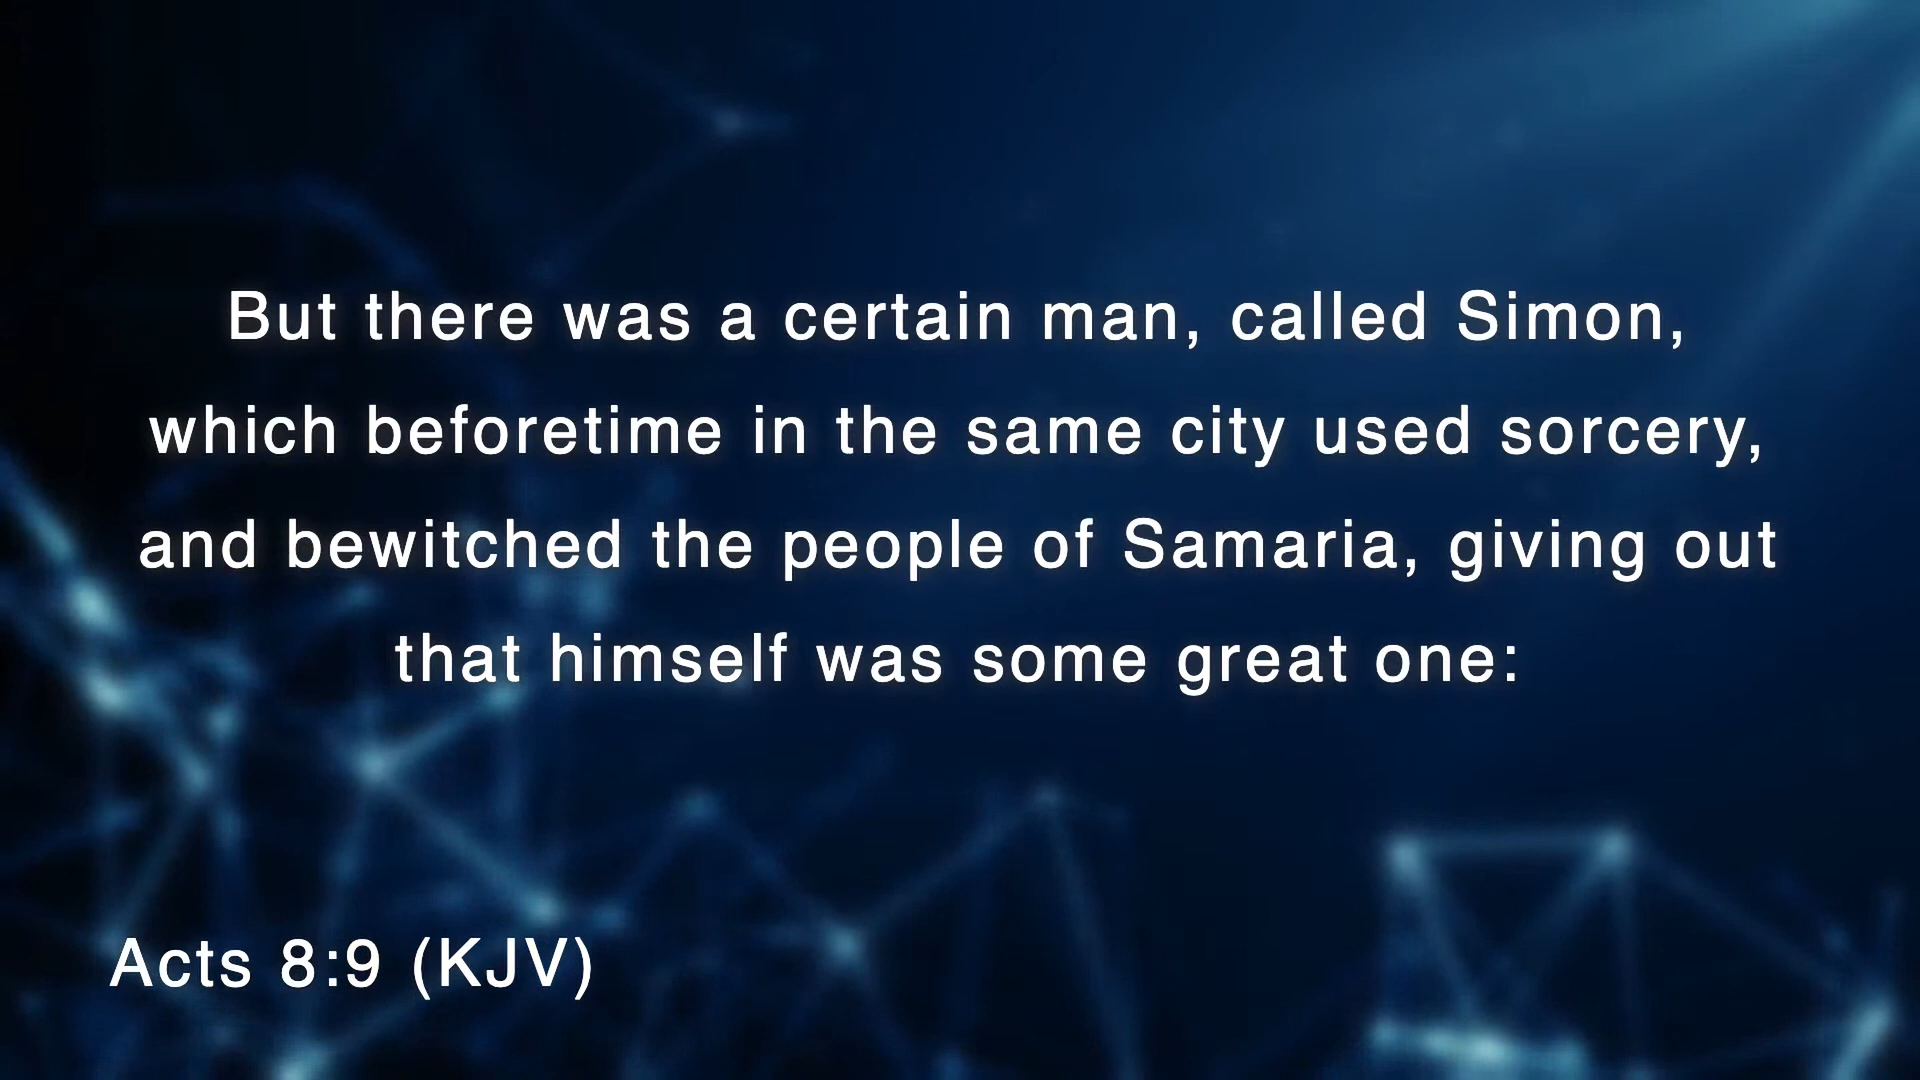 But there was a certain man, called Simon,
which beforetime in the same city used sorcery,
and bewitched the people of Samaria, giving out
that himself was some great one:
Acts 8:9 (KJV)